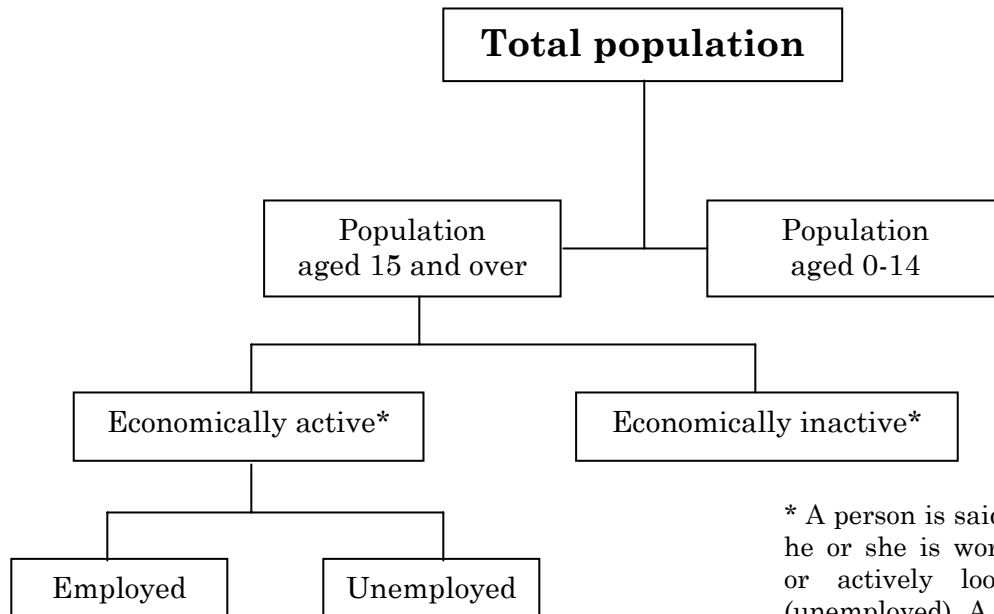 Total population
Population
aged 15 and over
Population
aged 0-14
Economically active*
Economically inactive*
* A person is said
he or she is wor
or actively loo
(unemployed). A
Employed
Unemployed